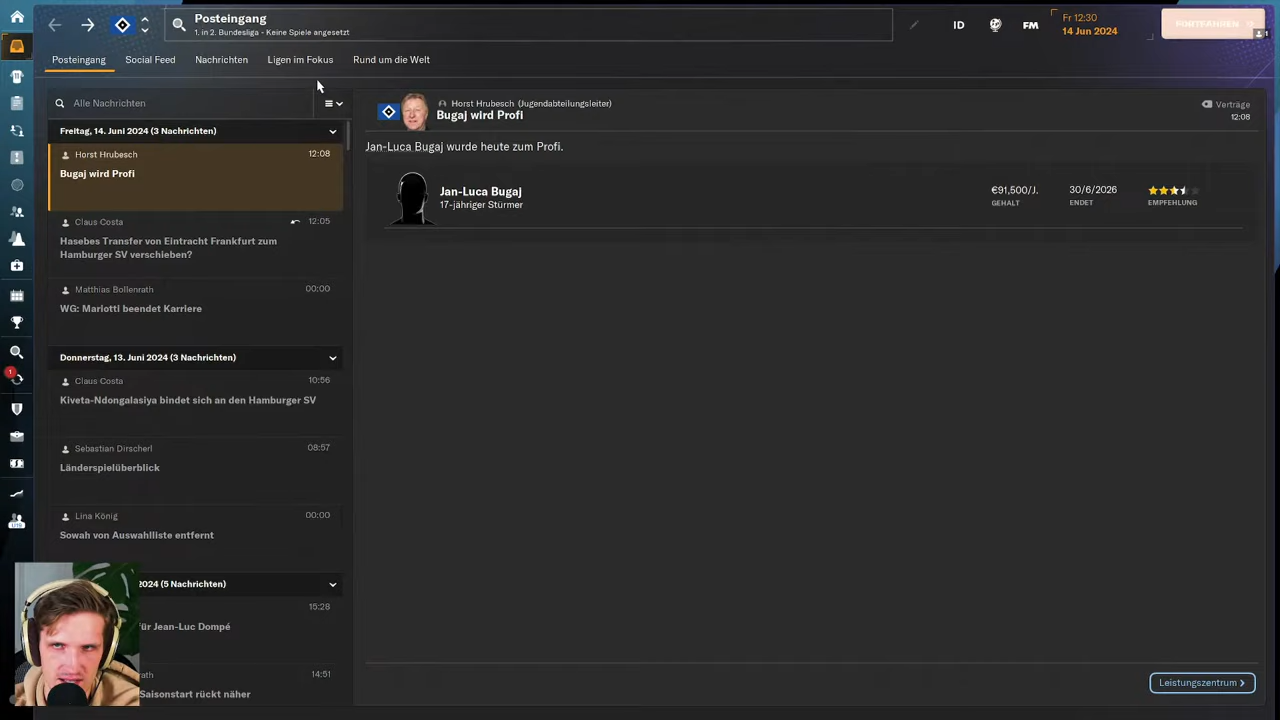 Posteingang
1. in 2. Bundesliga - Keine Spiele angesetzt
ID
FM
Fr 12:30
14 Jun 2024
FORTFAHREN
1
Posteingang
Social Feed
Nachrichten
Ligen im Fokus
Rund um die Welt
Alle Nachrichten
Freitag, 14. Juni 2024 (3 Nachrichten)
Horst Hrubesch 12:08
Bugaj wird Profi
Claus Costa 12:05
Hasebes Transfer von Eintracht Frankfurt zum
Hamburger SV verschieben?
Matthias Bollenrath 00:00
WG: Mariotti beendet Karriere
Donnerstag, 13. Juni 2024 (3 Nachrichten)
Claus Costa 10:56
Kiveta-Ndongalasiya bindet sich an den Hamburger SV
Sebastian Dirscherl 08:57
Länderspielüberblick
Lina König 00:00
Sowah von Auswahlliste entfernt
2024 (5 Nachrichten)
15:28
für Jean-Luc Dompé
rath 14:51
Saisonstart rückt näher
1
U19
Horst Hrubesch (Jugendabteilungsleiter)
Bugaj wird Profi
Verträge
12:08
Jan-Luca Bugaj wurde heute zum Profi.
Jan-Luca Bugaj
17-jähriger Stürmer
€91,500/J.
GEHALT
30/6/2026
ENDET
EMPFEHLUNG
Leistungszentrum